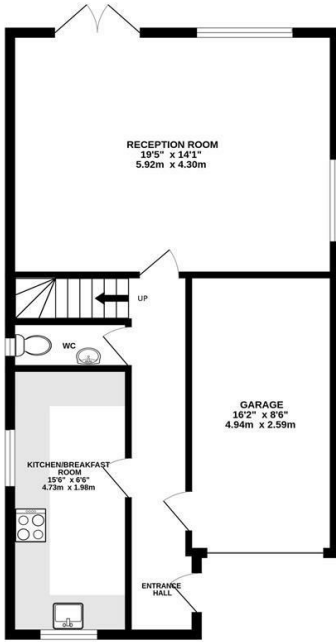 RECEPTION ROOM
19'5" x 14'1"
5.92m x 4.30m
UP
WC
GARAGE
16'2" x 8'6"
4.94m x 2.59m
KITCHEN/BREAKFAST
ROOM
15'6" x 6'6"
4.73m x 1.98m
ENTRANCE
HALL